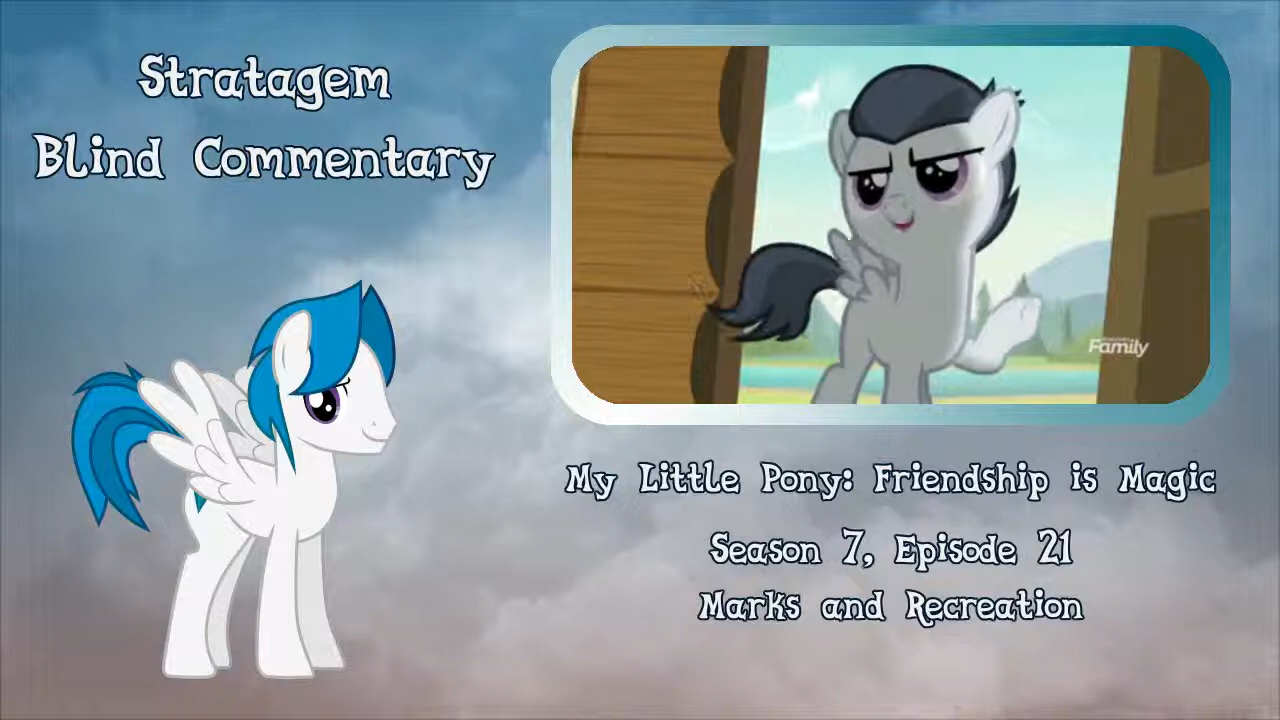 Stratagem
Blind Commentary
Family
My Little Pony: Friendship is Magic
Season 7, Episode 21
Marks and Recreation